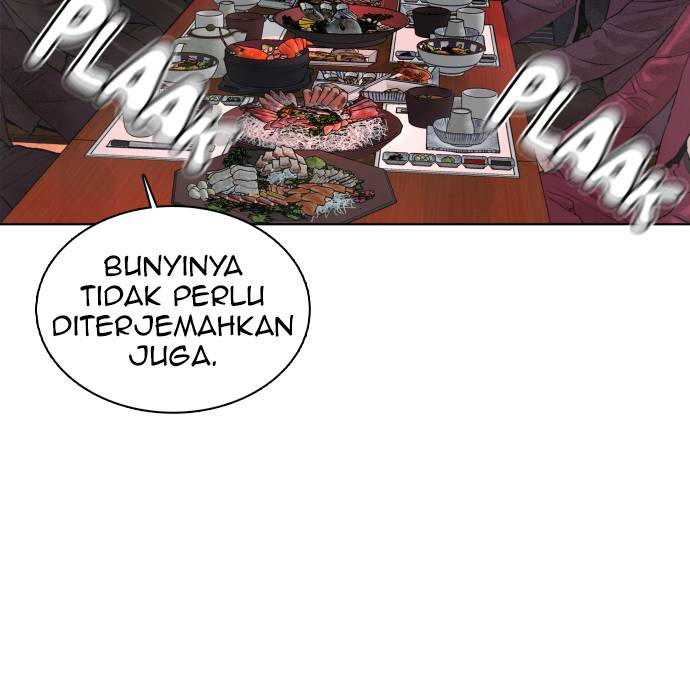 PLAAK
PLAAK
BUNYINYA
TIDAK PERLU
DITERJEMAHKAN
JUGA.